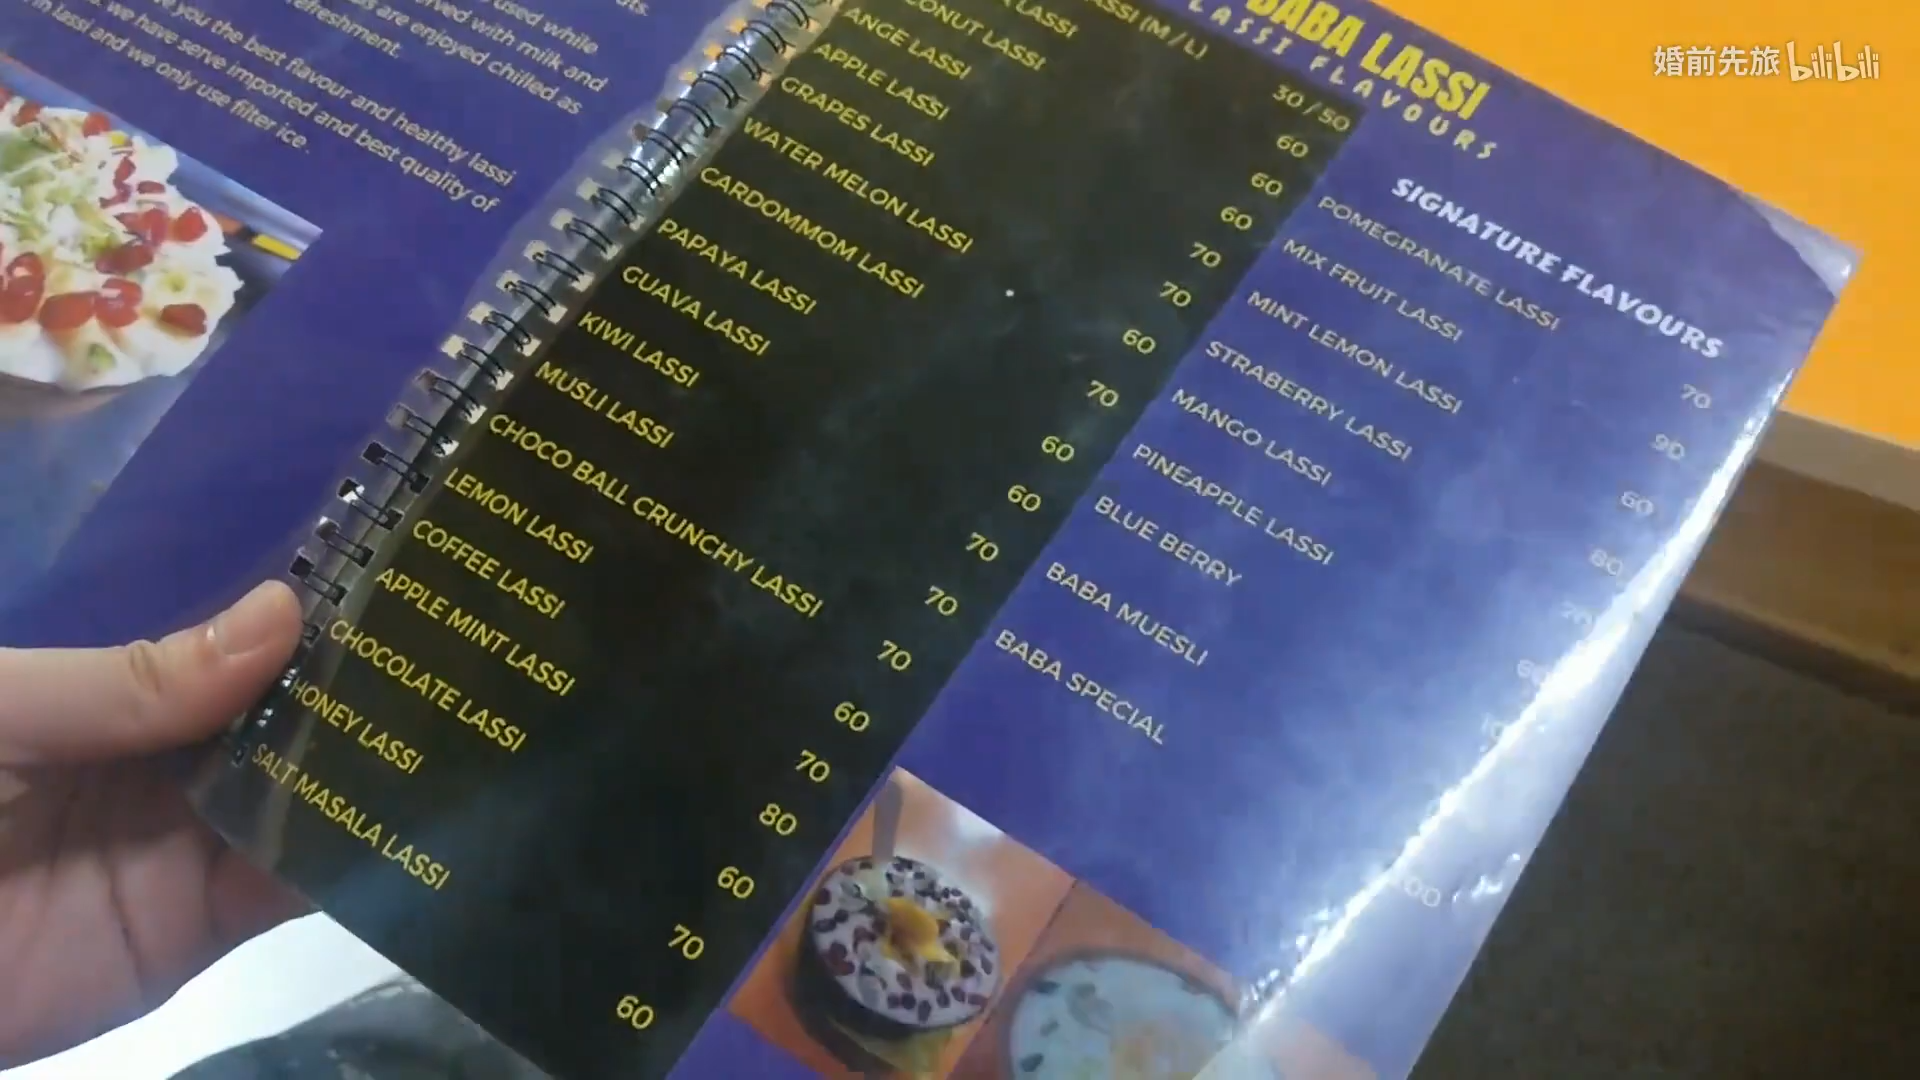 used while
served with milk and
are enjoyed chilled as
refreshment.
you the best flavour and healthy lassi
we have serve imported and best quality of
in lassi and we only use filter ice.
BABA LASSI
LASSI FLAVOURS
LASSI (M / L) 30 / 50
LASSI 60
CONUT LASSI 60
ANGE LASSI 60
APPLE LASSI 70
GRAPES LASSI 70
WATER MELON LASSI 60
CARDOMMOM LASSI 70
PAPAYA LASSI 60
GUAVA LASSI 60
KIWI LASSI 70
MUSLI LASSI 70
CHOCO BALL CRUNCHY LASSI 70
LEMON LASSI 60
COFFEE LASSI 70
APPLE MINT LASSI 80
CHOCOLATE LASSI 60
HONEY LASSI 70
SALT MASALA LASSI 60
SIGNATURE FLAVOURS
POMEGRANATE LASSI 70
MIX FRUIT LASSI 90
MINT LEMON LASSI 60
STRABERRY LASSI 80
MANGO LASSI
PINEAPPLE LASSI
BLUE BERRY
BABA MUESLI
BABA SPECIAL
婚前先旅 bilibili